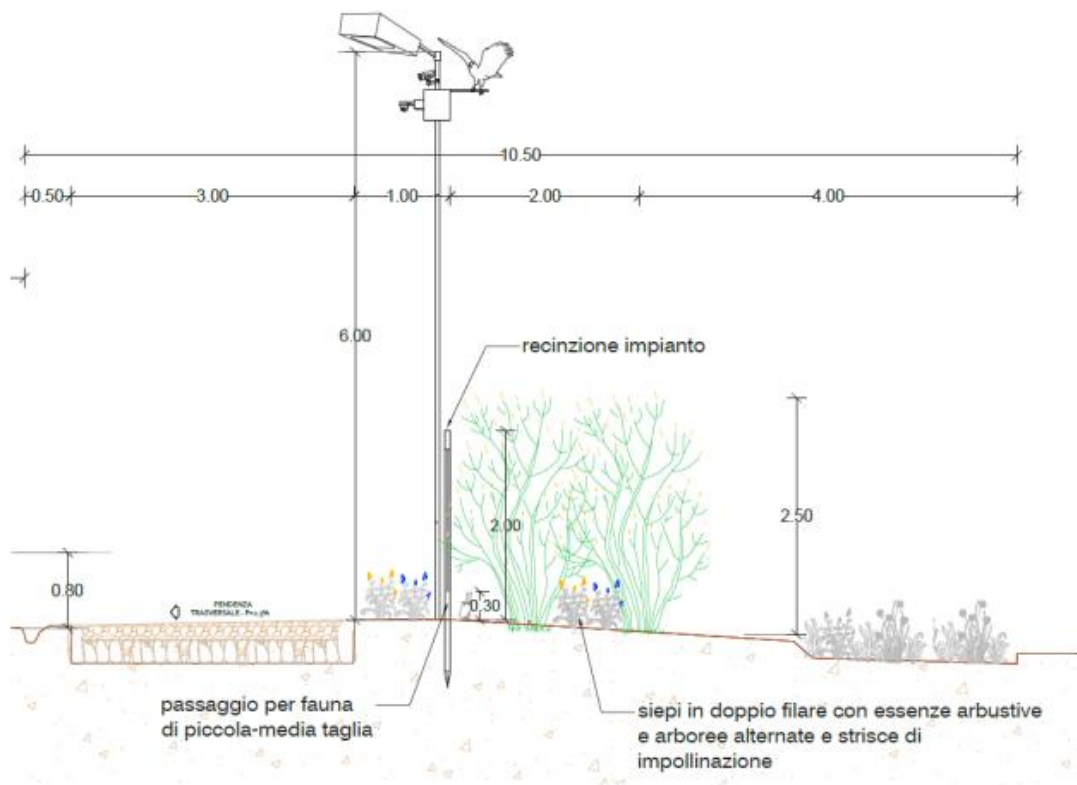 10.50
0.50
3.00
1.00
2.00
4.00
6.00
recinzione impianto
2.00
2.50
0.80
PENDENZA
TRASVERSALE - P=1.5%
0.30
passaggio per fauna
di piccola-media taglia
siepi in doppio filare con essenze arbustive
e arboree alternate e strisce di
impollinazione